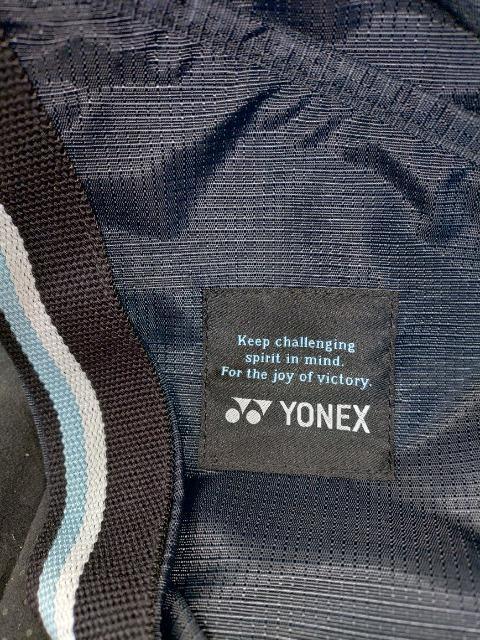 Keep challenging
spirit in mind.
For the joy of victory.
YONEX